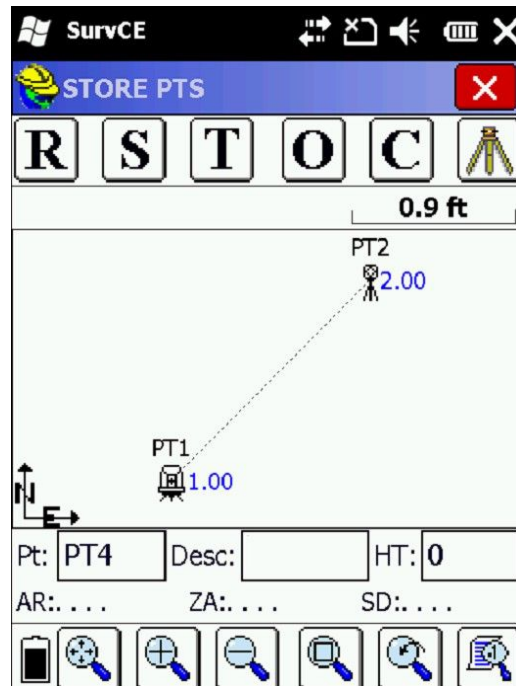 SurvCE
STORE PTS
R S T O C
0.9 ft
PT2
2.00
PT1
1.00
N
E
Pt: PT4 Desc: HT: 0
AR:. . . . ZA:. . . . SD:. . . .